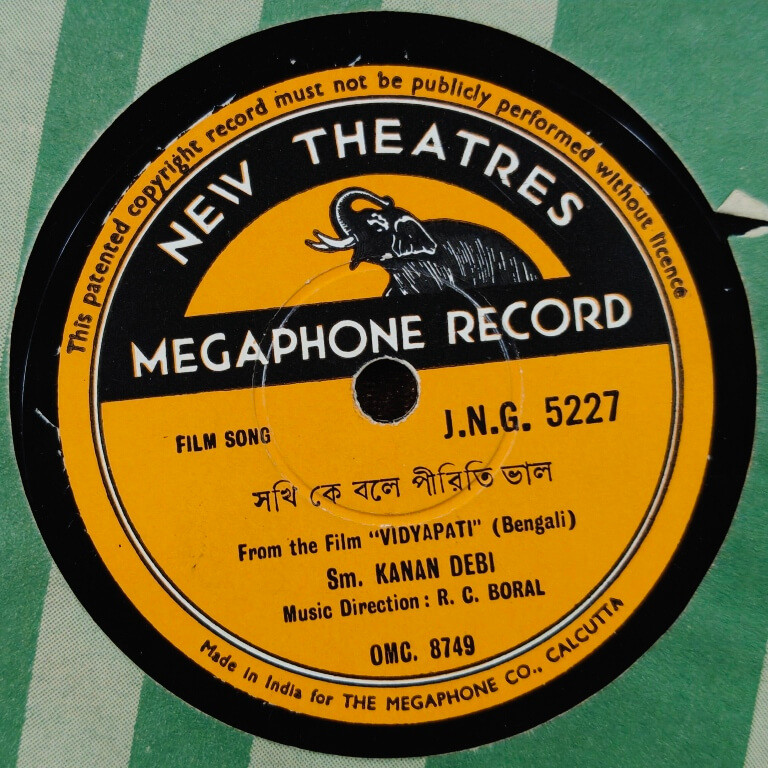 This patented copyright record must not be publicly performed without licence
NEW THEATRES
MEGAPHONE RECORD
FILM SONG
J.N.G. 5227
সখি কে বলে পীরিতি ভাল
From the Film "VIDYAPATI" (Bengali)
Sm. KANAN DEBI
Music Direction : R. C. BORAL
OMC. 8749
Made in India for THE MEGAPHONE CO., CALCUTTA